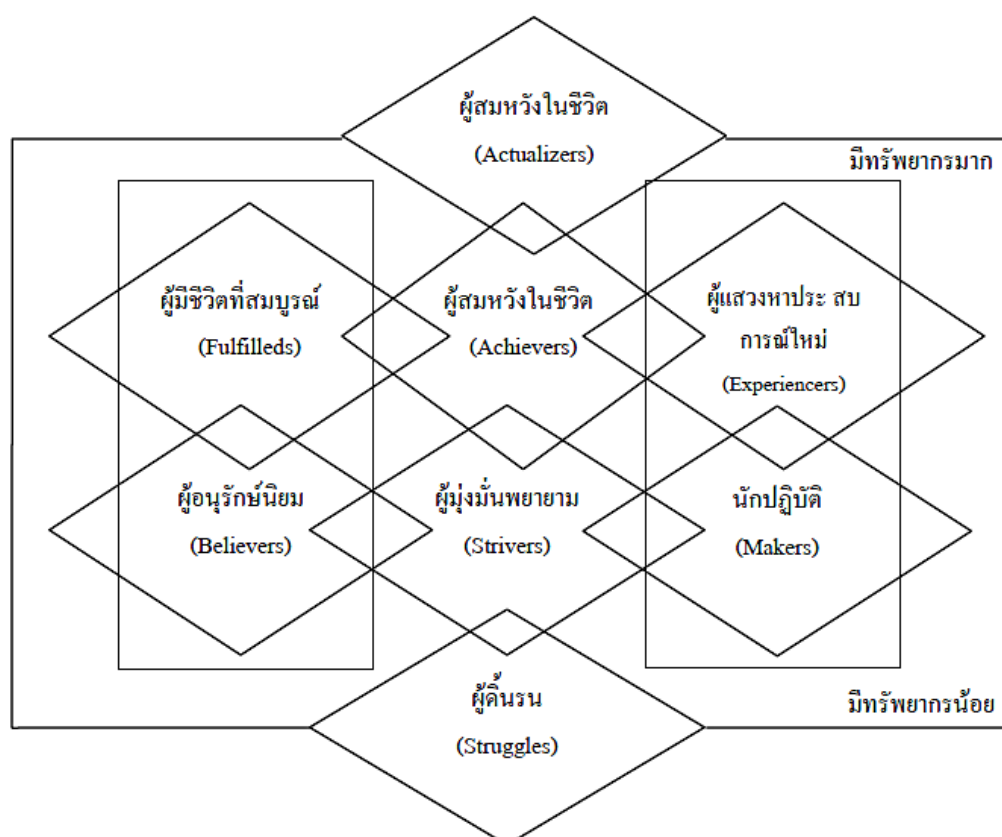 ผู้สมหวังในชีวิต
(Actualizers)
มีทรัพยากรมาก
ผู้มีชีวิตที่สมบูรณ์
(Fulfilleds)
ผู้สมหวังในชีวิต
(Achievers)
ผู้แสวงหาประ สบ
การณ์ใหม่
(Experiencers)
ผู้อนุรักษ์นิยม
(Believers)
ผู้มุ่งมั่นพยายาม
(Strivers)
นักปฏิบัติ
(Makers)
ผู้ดิ้นรน
(Struggles)
มีทรัพยากรน้อย